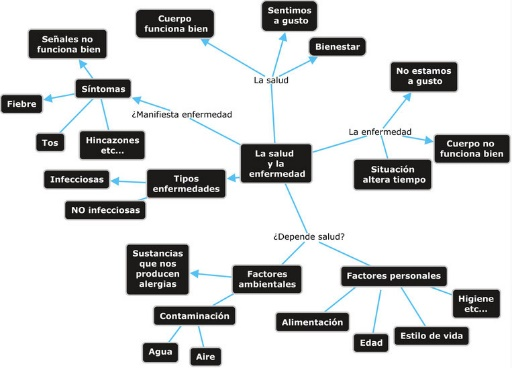 Cuerpo
funciona bien
Sentimos
a gusto
Bienestar
La salud
Señales no
funciona bien
Síntomas
Fiebre
Tos
Hincazones
etc...
¿Manifiesta enfermedad
No estamos
a gusto
La enfermedad
Cuerpo no
funciona bien
Situación
altera tiempo
La salud
y la
enfermedad
Infecciosas
Tipos
enfermedades
NO infecciosas
¿Depende salud?
Sustancias
que nos
producen
alergias
Factores
ambientales
Contaminación
Agua
Aire
Factores personales
Alimentación
Edad
Estilo de vida
Higiene
etc...